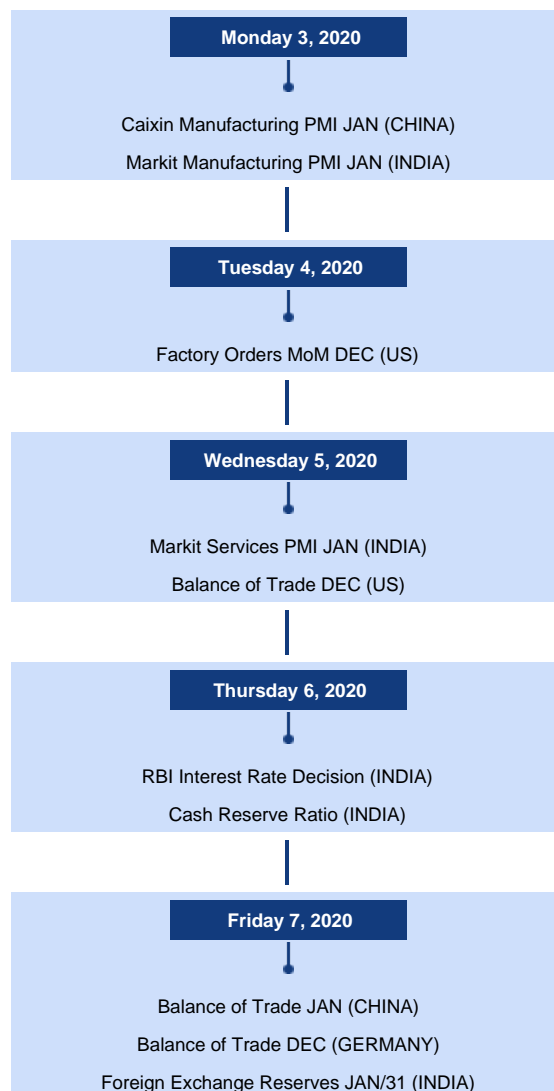 Monday 3, 2020
Caixin Manufacturing PMI JAN (CHINA)
Markit Manufacturing PMI JAN (INDIA)
Tuesday 4, 2020
Factory Orders MoM DEC (US)
Wednesday 5, 2020
Markit Services PMI JAN (INDIA)
Balance of Trade DEC (US)
Thursday 6, 2020
RBI Interest Rate Decision (INDIA)
Cash Reserve Ratio (INDIA)
Friday 7, 2020
Balance of Trade JAN (CHINA)
Balance of Trade DEC (GERMANY)
Foreign Exchange Reserves JAN/31 (INDIA)